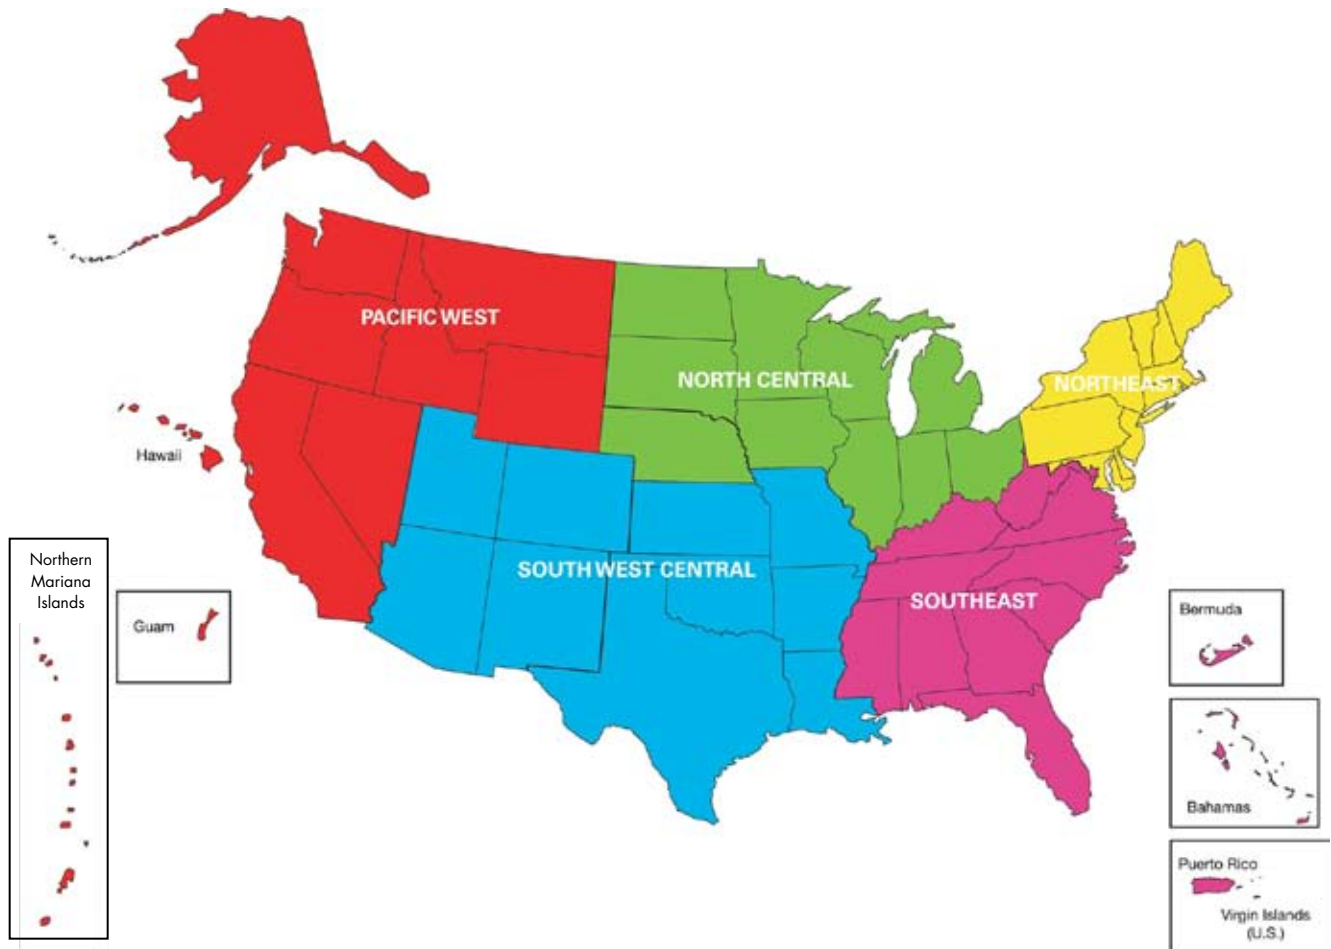 PACIFIC WEST
NORTH CENTRAL
NORTHEAST
Hawaii
Northern
Mariana
Islands
SOUTH WEST CENTRAL
SOUTHEAST
Guam
Bermuda
Bahamas
Puerto Rico
Virgin Islands
(U.S.)